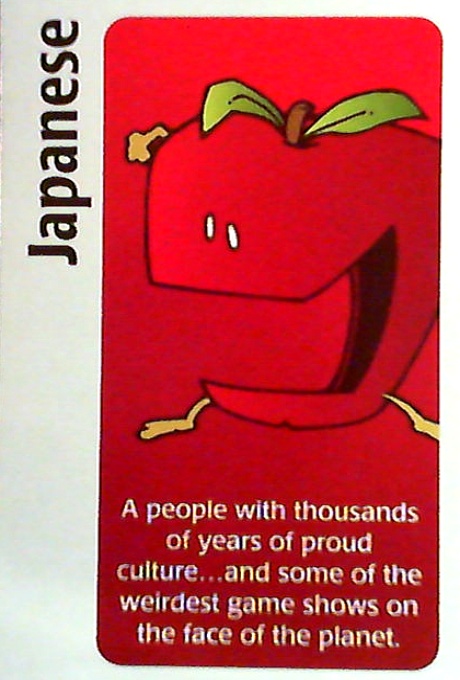 Japanese
A people with thousands
of years of proud
culture...and some of the
weirdest game shows on
the face of the planet.